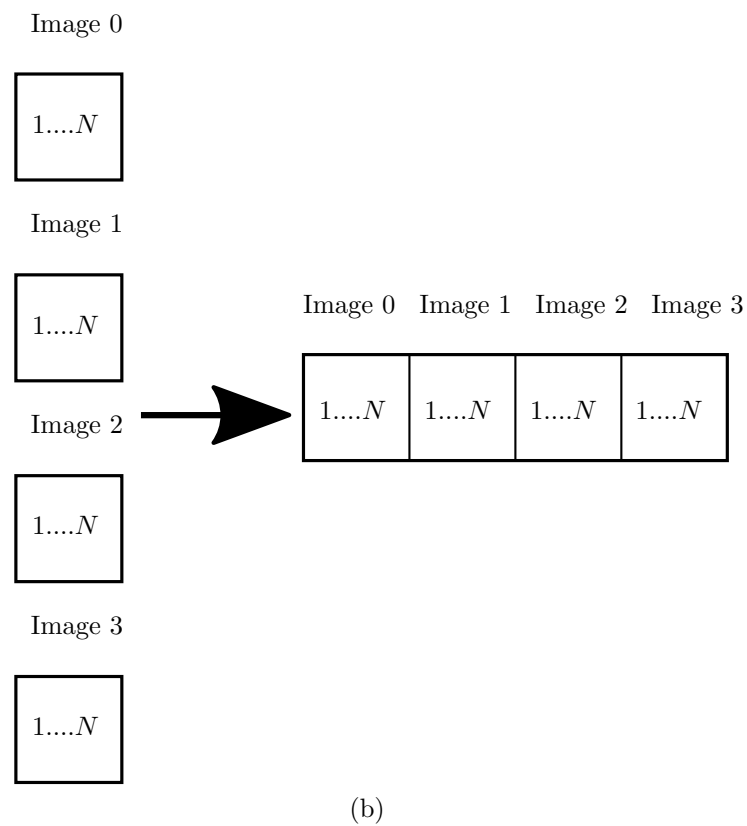 Image 0
1....N
Image 1
1....N
Image 2
1....N
Image 3
1....N
Image 0 Image 1 Image 2 Image 3
1....N 1....N 1....N 1....N
(b)